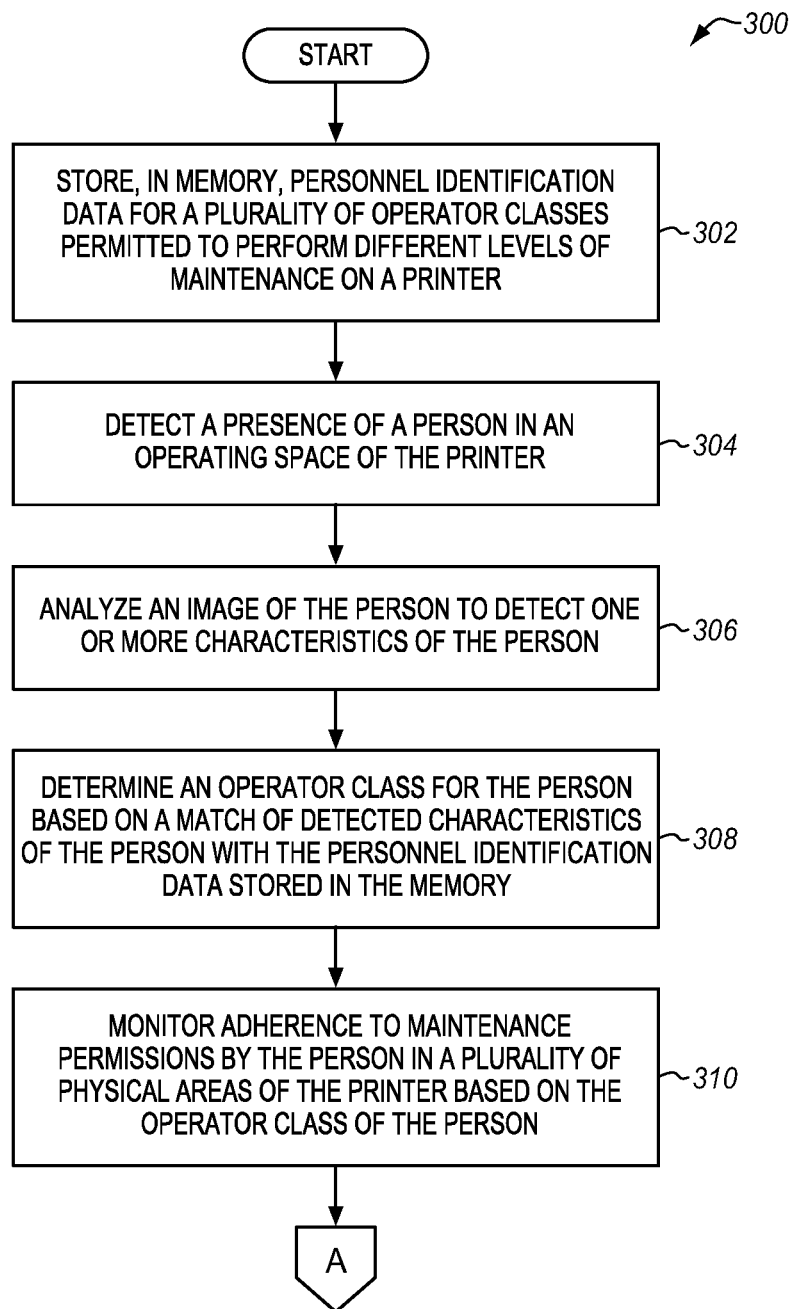 300
START
STORE, IN MEMORY, PERSONNEL IDENTIFICATION
DATA FOR A PLURALITY OF OPERATOR CLASSES
PERMITTED TO PERFORM DIFFERENT LEVELS OF
MAINTENANCE ON A PRINTER
302
DETECT A PRESENCE OF A PERSON IN AN
OPERATING SPACE OF THE PRINTER
304
ANALYZE AN IMAGE OF THE PERSON TO DETECT ONE
OR MORE CHARACTERISTICS OF THE PERSON
306
DETERMINE AN OPERATOR CLASS FOR THE PERSON
BASED ON A MATCH OF DETECTED CHARACTERISTICS
OF THE PERSON WITH THE PERSONNEL IDENTIFICATION
DATA STORED IN THE MEMORY
308
MONITOR ADHERENCE TO MAINTENANCE
PERMISSIONS BY THE PERSON IN A PLURALITY OF
PHYSICAL AREAS OF THE PRINTER BASED ON THE
OPERATOR CLASS OF THE PERSON
310
A